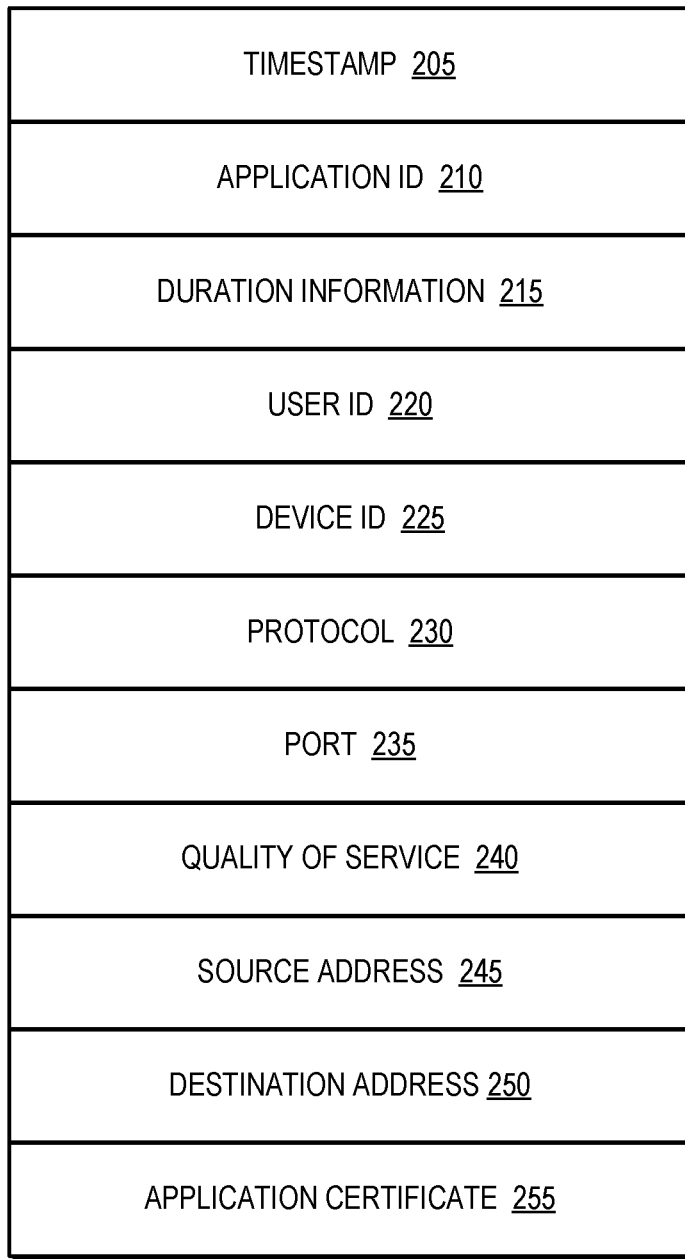 TIMESTAMP 205
APPLICATION ID 210
DURATION INFORMATION 215
USER ID 220
DEVICE ID 225
PROTOCOL 230
PORT 235
QUALITY OF SERVICE 240
SOURCE ADDRESS 245
DESTINATION ADDRESS 250
APPLICATION CERTIFICATE 255